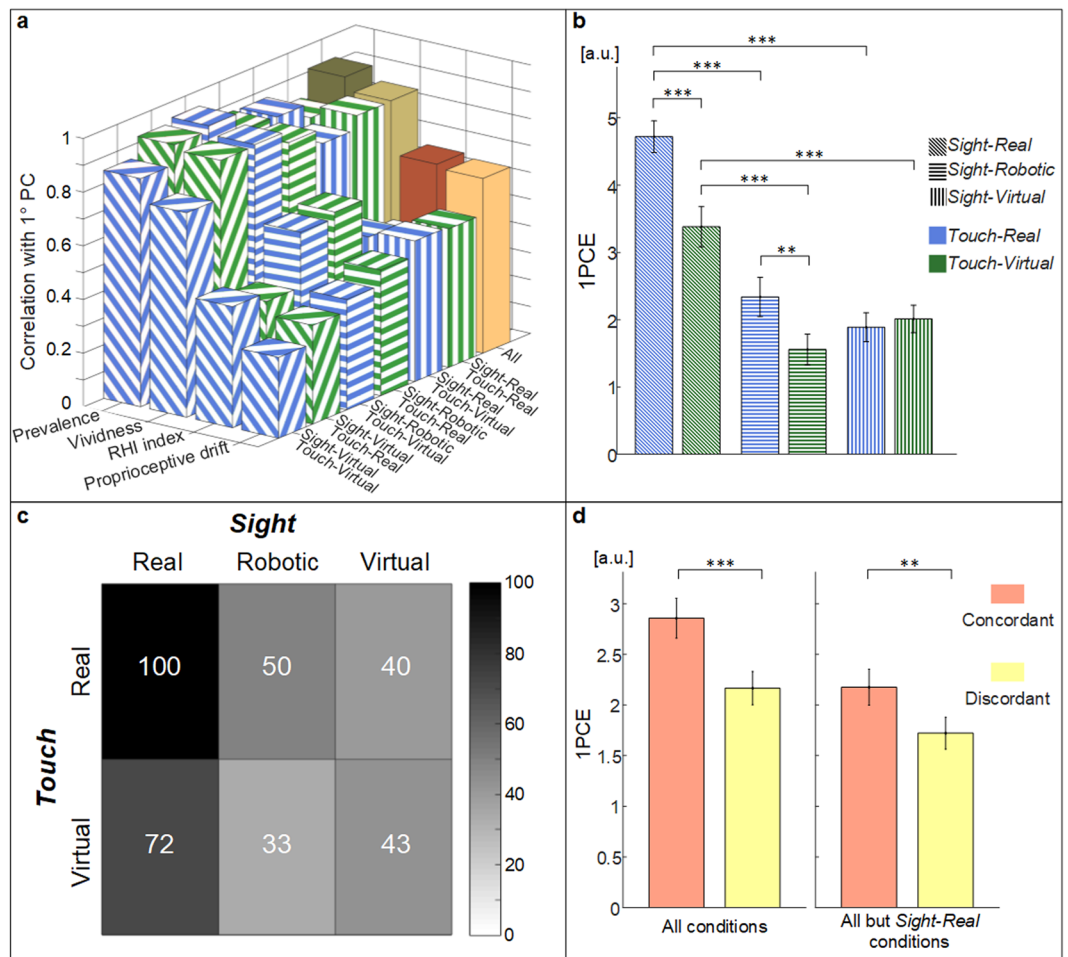 a
Correlation with 1° PC
1
0.8
0.6
0.4
0.2
0
Prevalence
Vividness
RHI index
Proprioceptive drift
All
Sight-Real
Touch-Real
Sight-Real
Touch-Virtual
Sight-Robotic
Touch-Real
Sight-Robotic
Touch-Virtual
Sight-Virtual
Touch-Real
Sight-Virtual
Touch-Virtual
b
[a.u.]
1PCE
5
4
3
2
1
0
***
***
***
***
***
**
Sight-Real
Sight-Robotic
Sight-Virtual
Touch-Real
Touch-Virtual
c
Sight
Real Robotic Virtual
Touch
Real
Virtual
100 50 40
72 33 43
100
80
60
40
20
0
d
[a.u.]
1PCE
3
2.5
2
1.5
1
0.5
0
***
**
Concordant
Discordant
All conditions
All but Sight-Real
conditions